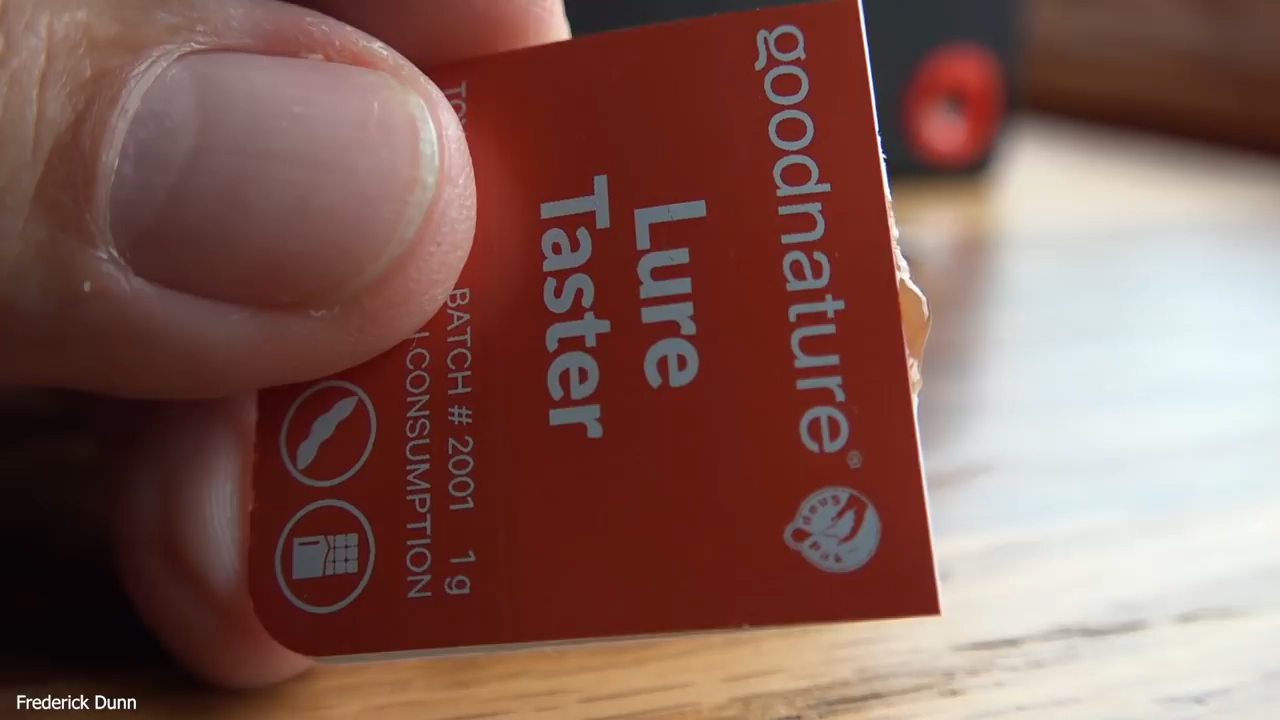 goodnature®
Lure
Taster
BATCH # 2001 1g
CONSUMPTION
Frederick Dunn